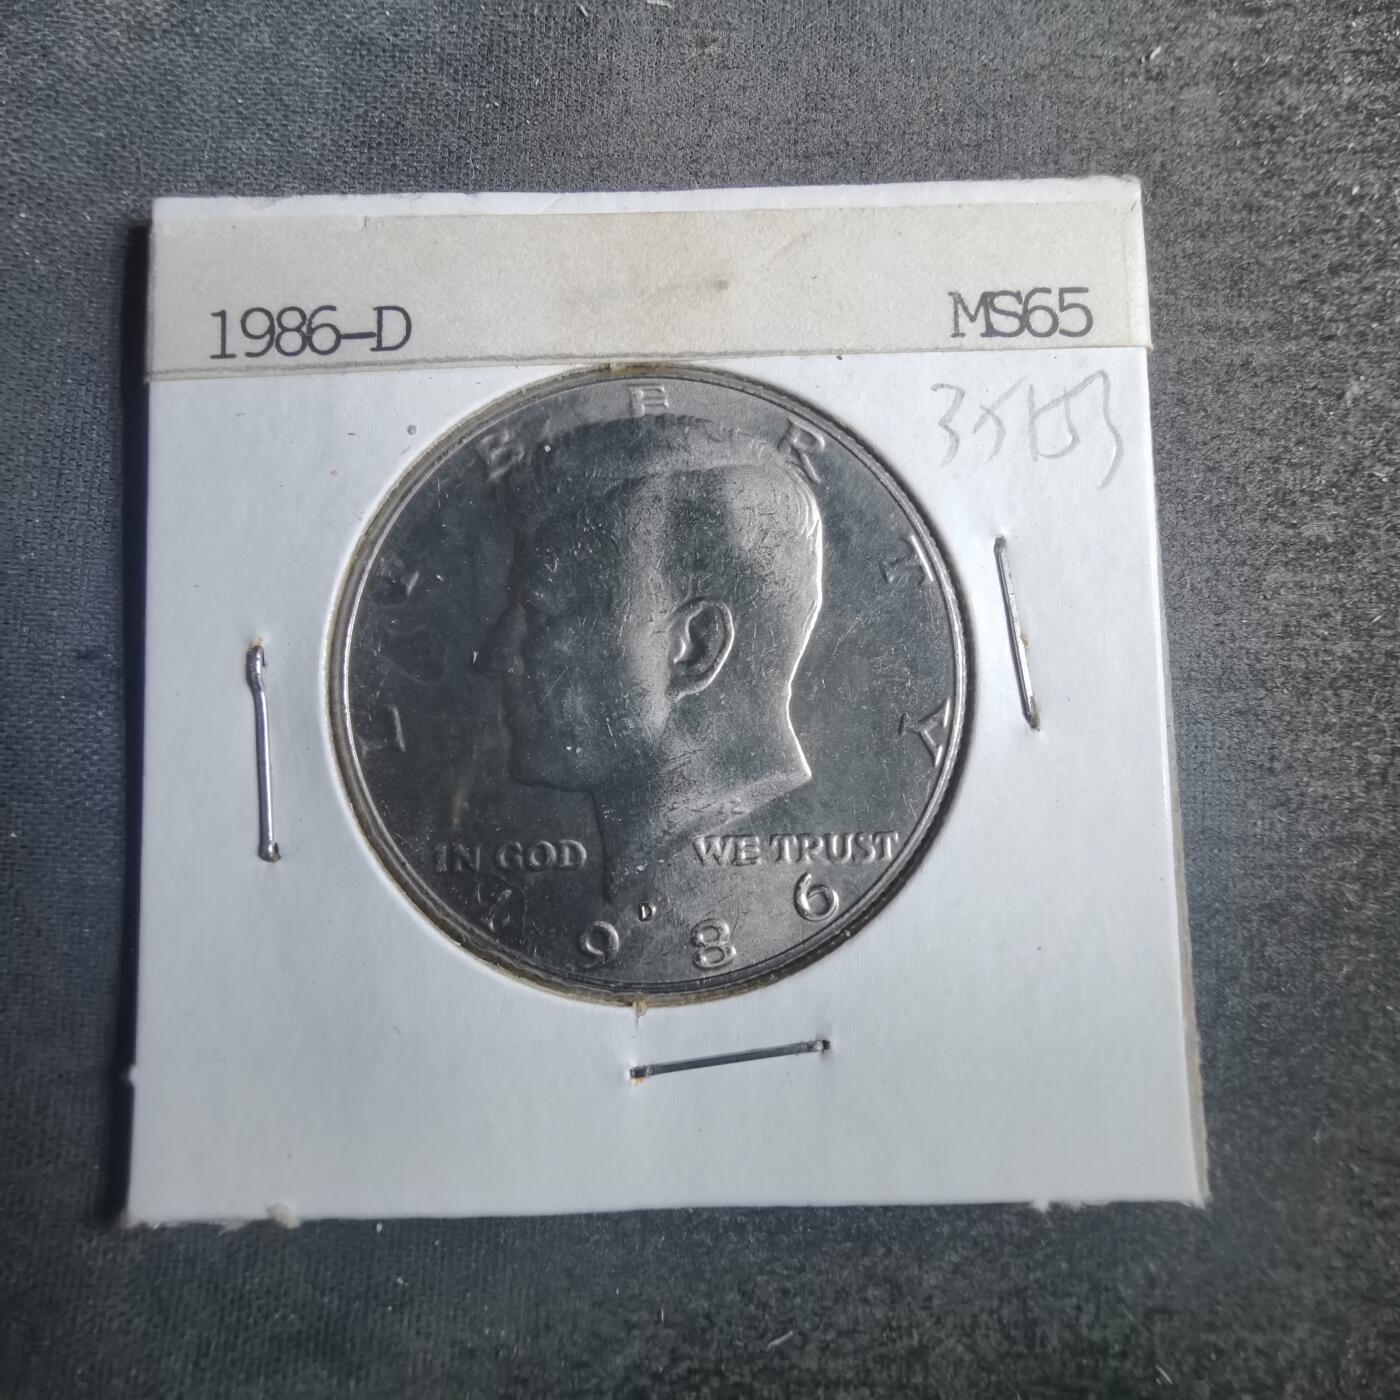 1986-D MS65
LIBERTY
IN GOD WE TRUST
D
1986